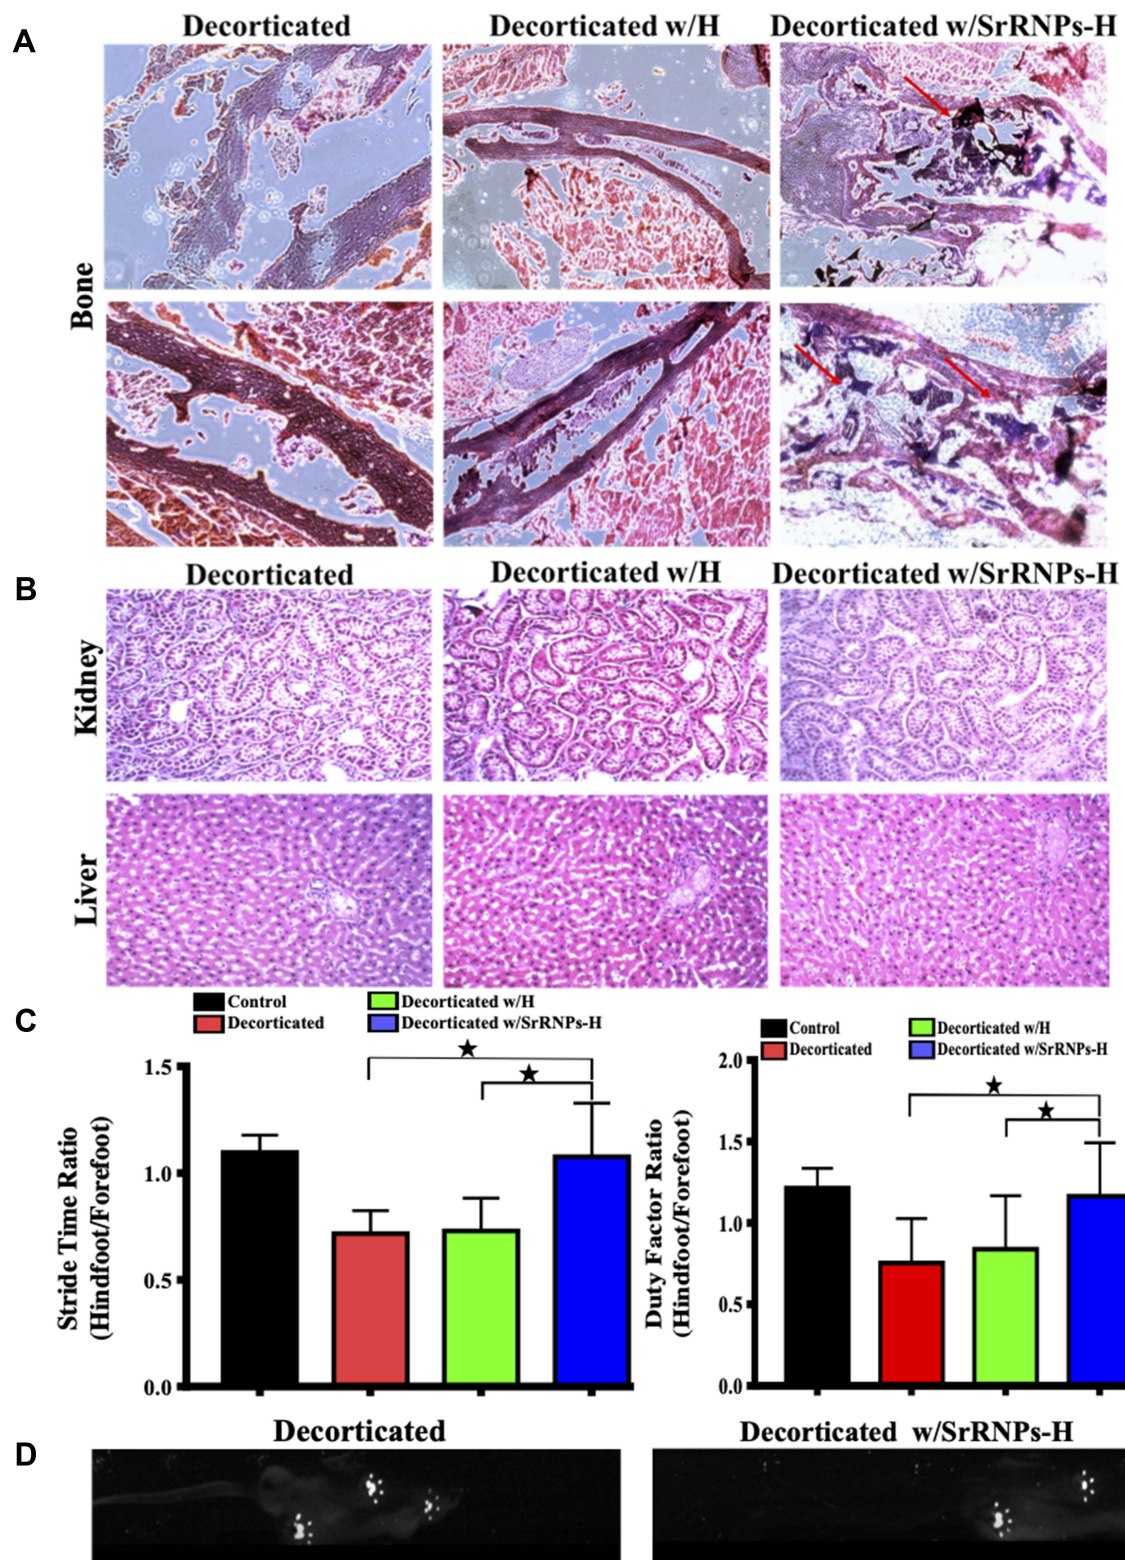 A
Decorticated
Decorticated w/H
Decorticated w/SrRNPs-H
Bone
B
Decorticated
Decorticated w/H
Decorticated w/SrRNPs-H
Kidney
Liver
C
Control
Decorticated w/H
Decorticated
Decorticated w/SrRNPs-H
Stride Time Ratio
(Hindfoot/Forefoot)
1.5
1.0
0.5
0.0
Control
Decorticated w/H
Decorticated
Decorticated w/SrRNPs-H
Duty Factor Ratio
(Hindfoot/Forefoot)
2.0
1.5
1.0
0.5
0.0
D
Decorticated
Decorticated w/SrRNPs-H